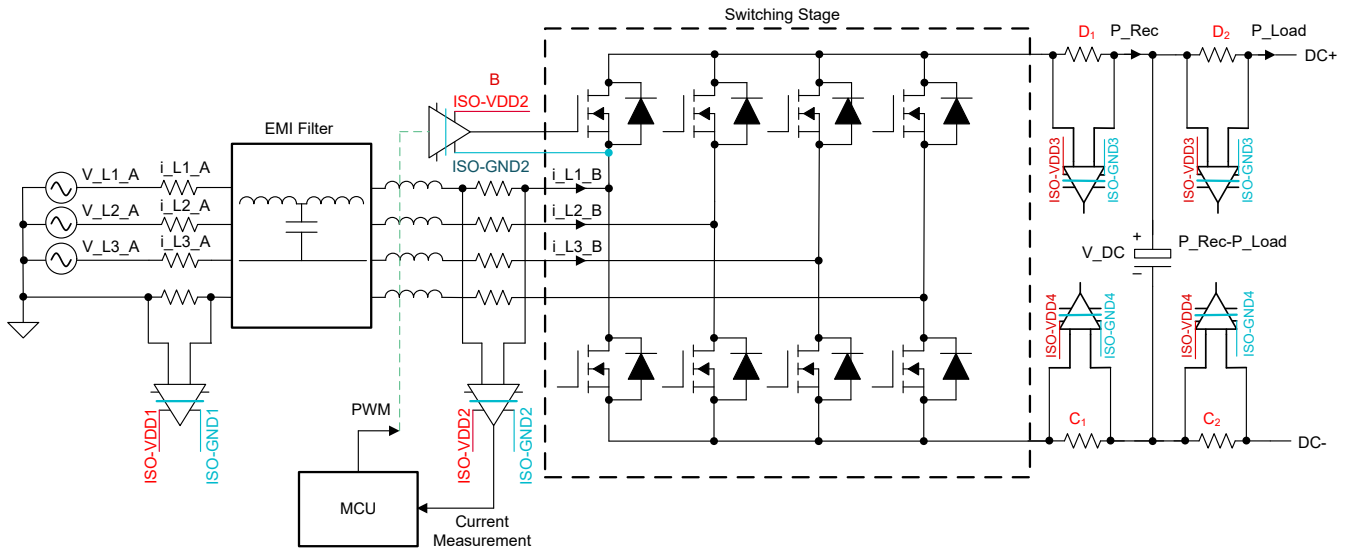 Switching Stage
D₁
P_Rec
D₂
P_Load
DC+
B
ISO-VDD2
ISO-GND2
EMI Filter
V_L1_A
i_L1_A
V_L2_A
i_L2_A
V_L3_A
i_L3_A
i_L1_B
i_L2_B
i_L3_B
ISO-VDD3
ISO-GND3
ISO-VDD3
ISO-GND3
+
V_DC
−
P_Rec-P_Load
ISO-VDD4
ISO-GND4
ISO-VDD4
ISO-GND4
C₁
C₂
DC-
ISO-VDD1
ISO-GND1
PWM
ISO-VDD2
ISO-GND2
MCU
Current
Measurement